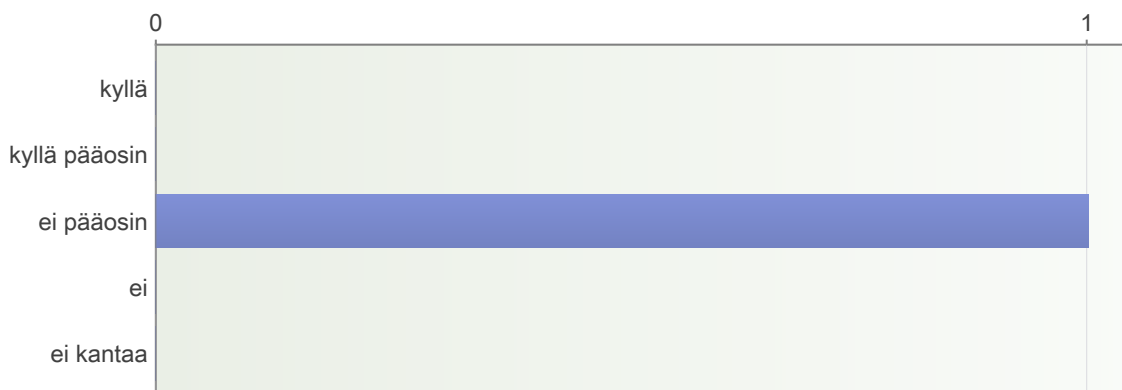 0 1
kyllä
kyllä pääosin
ei pääosin
ei
ei kantaa